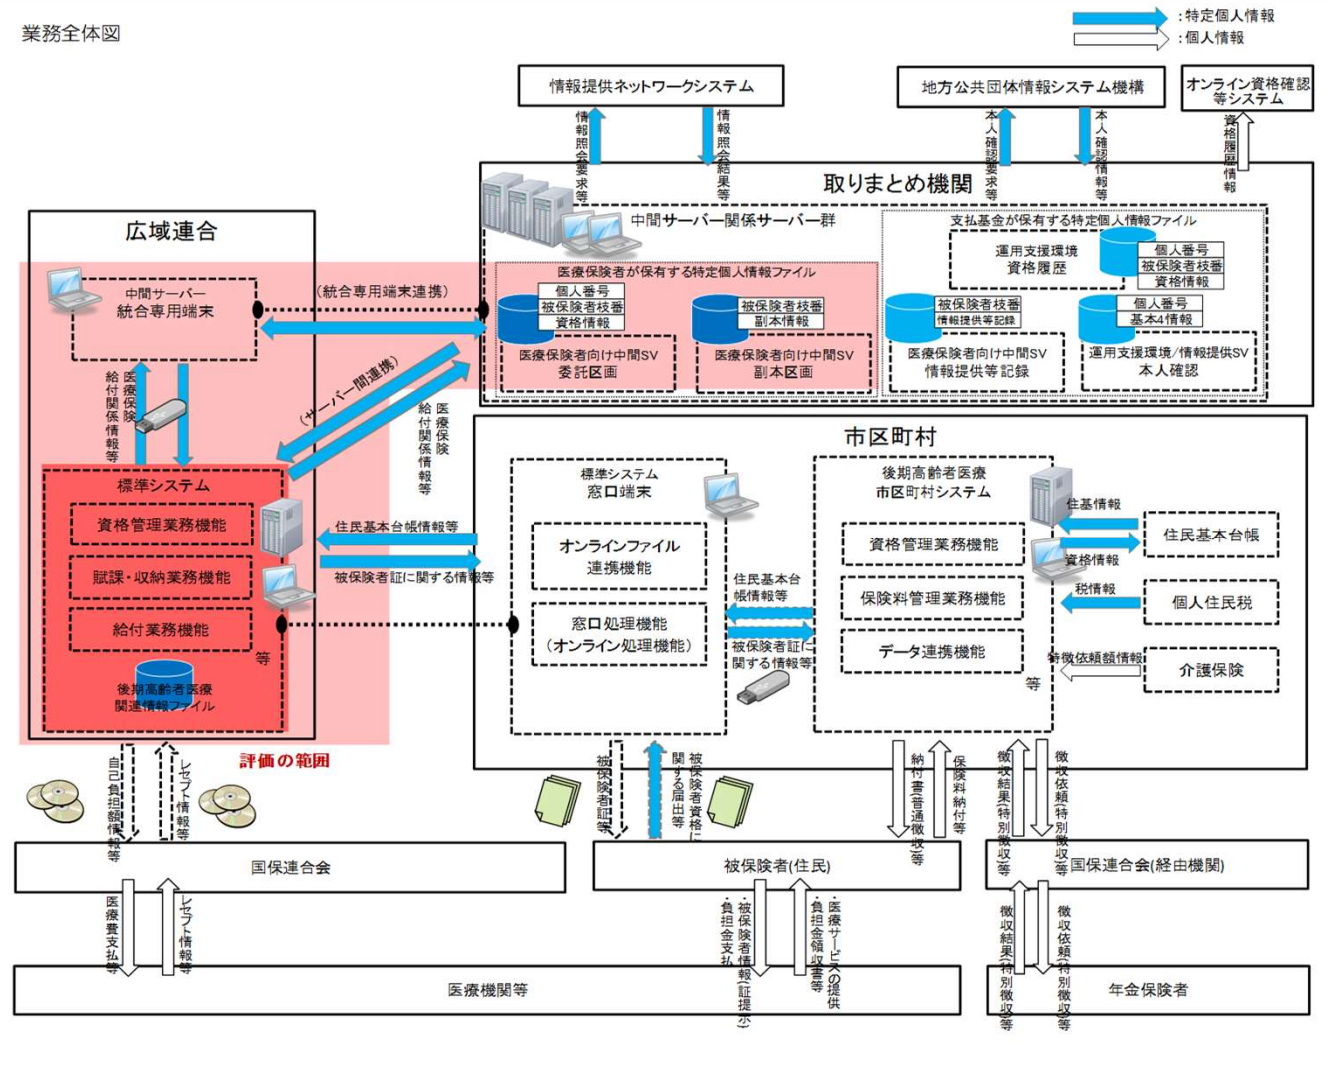 業務全体図
：特定個人情報
：個人情報
情報提供ネットワークシステム
地方公共団体情報システム機構
オンライン資格確認
等システム
情報照会要求等
情報照会結果等
本人確認要求等
本人確認情報等
資格履歴情報
取りまとめ機関
中間サーバー関係サーバー群
医療保険者が保有する特定個人情報ファイル
個人番号
被保険者枝番
資格情報
医療保険者向け中間SV
委託区画
被保険者枝番
副本情報
医療保険者向け中間SV
副本区画
支払基金が保有する特定個人情報ファイル
運用支援環境
資格履歴
個人番号
被保険者枝番
資格情報
被保険者枝番
情報提供等記録
医療保険者向け中間SV
情報提供等記録
個人番号
基本4情報
運用支援環境/情報提供SV
本人確認
広域連合
中間サーバー
統合専用端末
（統合専用端末連携）
（サーバー間連携）
医療保険
給付関係情報等
医療保険
給付関係情報等
標準システム
資格管理業務機能
賦課・収納業務機能
給付業務機能
等
後期高齢者医療
関連情報ファイル
評価の範囲
住民基本台帳情報等
被保険者証に関する情報等
市区町村
標準システム
窓口端末
オンラインファイル
連携機能
窓口処理機能
（オンライン処理機能）
住民基本台
帳情報等
被保険者証に
関する情報等
後期高齢者医療
市区町村システム
資格管理業務機能
保険料管理業務機能
データ連携機能
等
住基情報
資格情報
税情報
特徴依頼額情報
住民基本台帳
個人住民税
介護保険
自己負担額情報等
レセプト情報等
被保険者証等
被保険者資格に
関する届出等
納付書(普通徴収)等
保険料納付等
徴収結果(特別徴収)等
徴収依頼(特別徴収)等
国保連合会
被保険者(住民)
国保連合会(経由機関)
医療費支払等
レセプト情報等
・被保険者情報(証提示)
・負担金支払
・医療サービスの提供
・負担金領収書等
徴収結果(特別徴収)等
徴収依頼(特別徴収)等
医療機関等
年金保険者